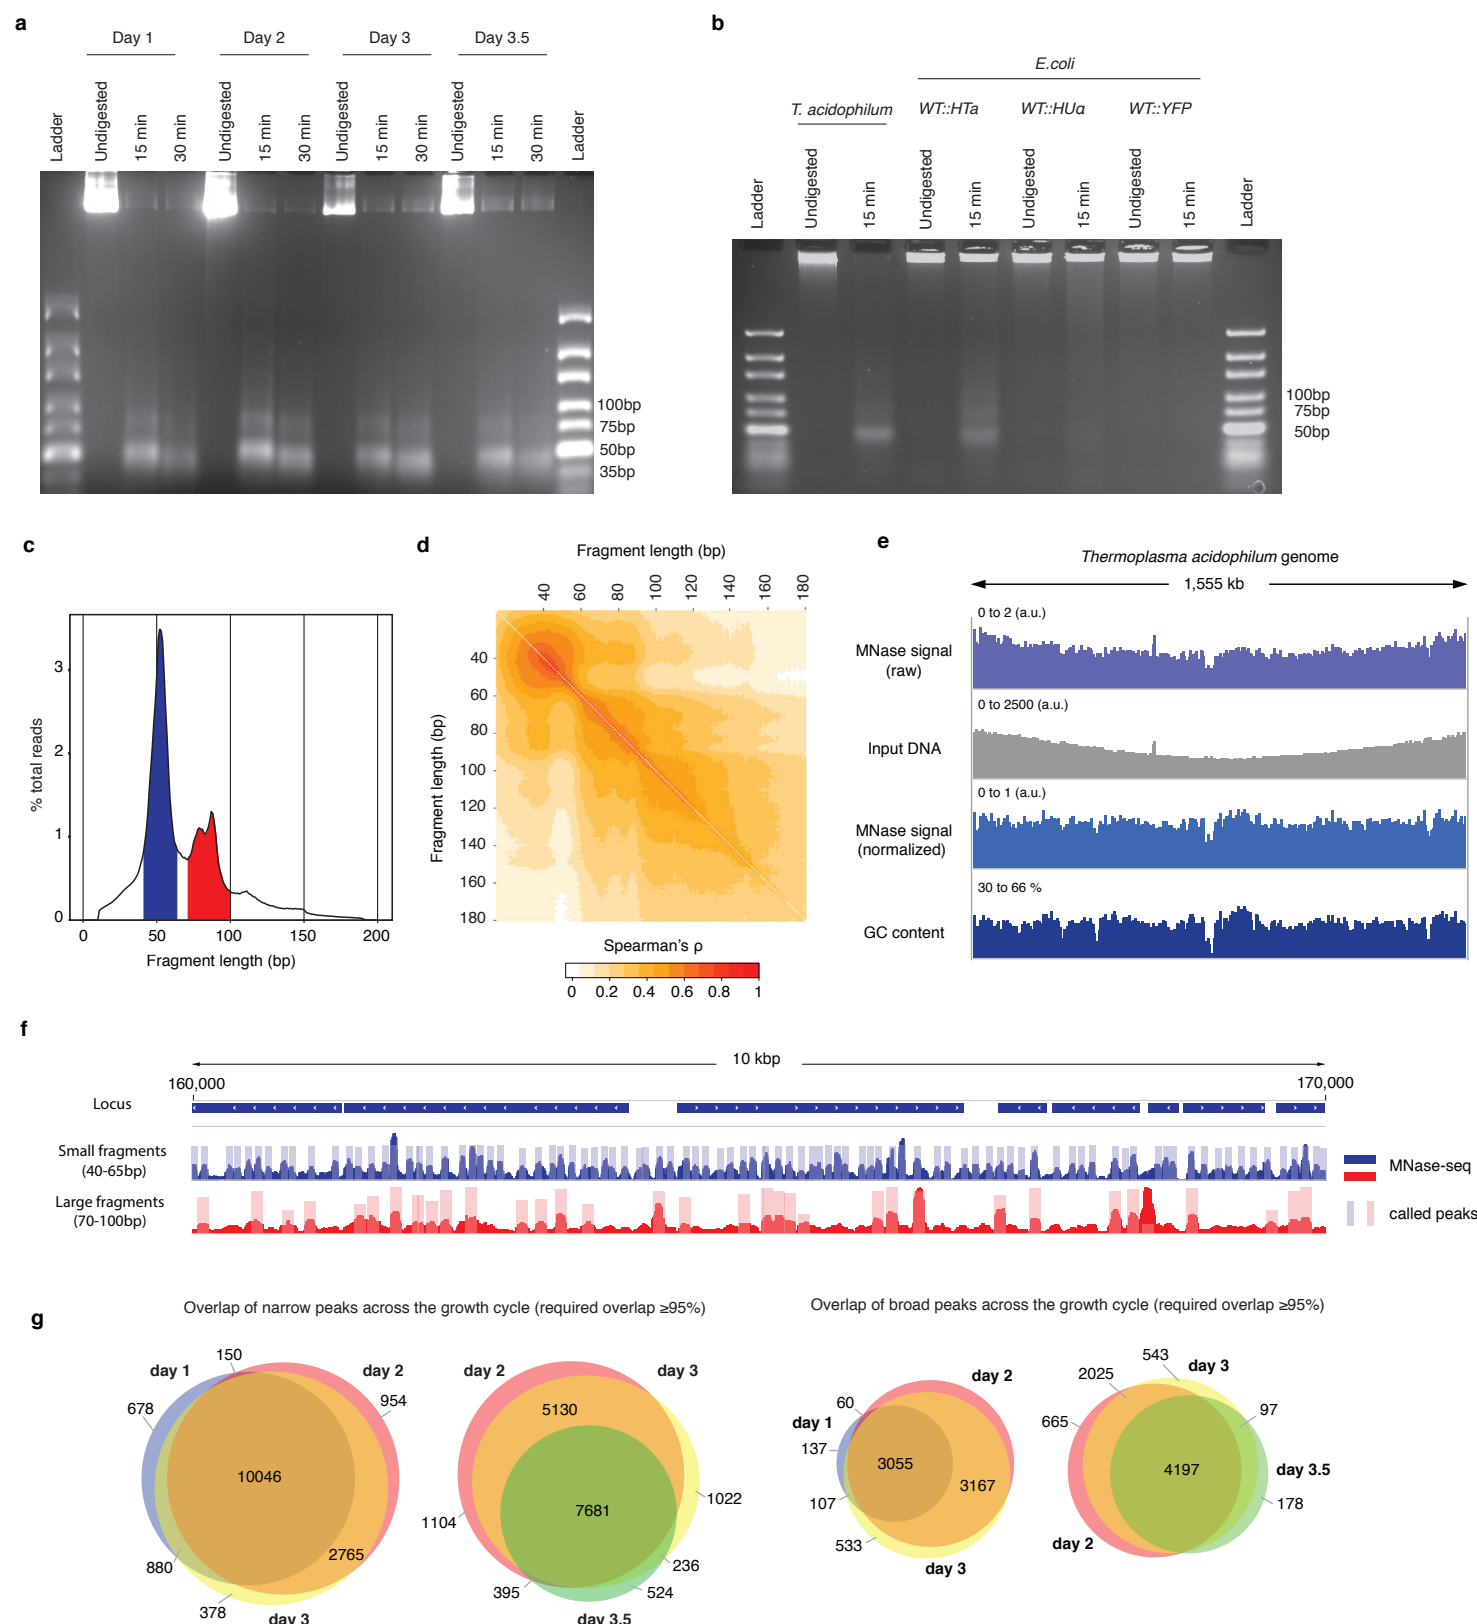 a
Day 1
Day 2
Day 3
Day 3.5
Ladder
Undigested
15 min
30 min
Undigested
15 min
30 min
Undigested
15 min
30 min
Undigested
15 min
30 min
Ladder
100bp
75bp
50bp
35bp
b
E.coli
T. acidophilum
WT::HTa
WT::HUα
WT::YFP
Ladder
Undigested
15 min
Undigested
15 min
Undigested
15 min
Undigested
15 min
Ladder
100bp
75bp
50bp
c
% total reads
3
2
1
0
0
50
100
150
200
Fragment length (bp)
d
Fragment length (bp)
40
60
80
100
120
140
160
180
Fragment length (bp)
40
60
80
100
120
140
160
180
Spearman's ρ
0
0.2
0.4
0.6
0.8
1
e
Thermoplasma acidophilum genome
1,555 kb
0 to 2 (a.u.)
MNase signal
(raw)
0 to 2500 (a.u.)
Input DNA
0 to 1 (a.u.)
MNase signal
(normalized)
30 to 66 %
GC content
f
10 kbp
160,000
170,000
Locus
Small fragments
(40-65bp)
Large fragments
(70-100bp)
MNase-seq
called peaks
g
Overlap of narrow peaks across the growth cycle (required overlap ≥95%)
day 1
150
day 2
678
954
10046
2765
880
378
day 3
day 2
day 3
5130
7681
1104
1022
236
395
524
day 3.5
Overlap of broad peaks across the growth cycle (required overlap ≥95%)
day 2
60
day 1
137
3055
3167
107
533
day 3
543
day 3
2025
665
97
4197
day 3.5
178
day 2